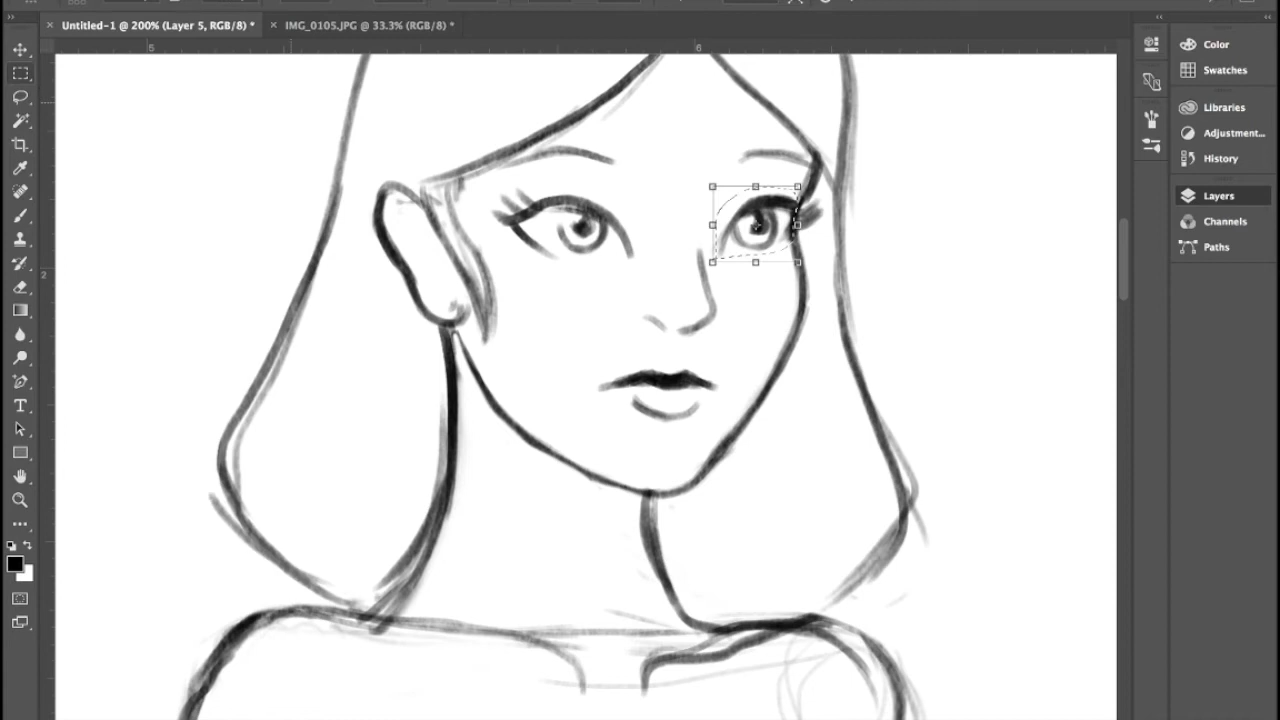 Untitled-1 @ 200% (Layer 5, RGB/8) *
IMG_0105.JPG @ 33.3% (RGB/8) *
5
6
2
Color
Swatches
Libraries
Adjustment...
History
Layers
Channels
Paths